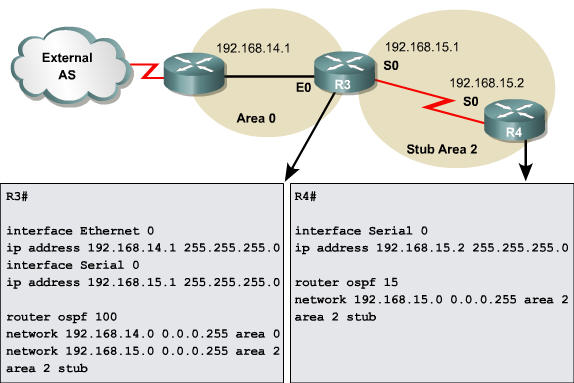 External
AS
192.168.14.1
E0
R3
Area 0
192.168.15.1
S0
192.168.15.2
S0
R4
Stub Area 2
R3#
interface Ethernet 0
ip address 192.168.14.1 255.255.255.0
interface Serial 0
ip address 192.168.15.1 255.255.255.0
router ospf 100
network 192.168.14.0 0.0.0.255 area 0
network 192.168.15.0 0.0.0.255 area 2
area 2 stub
R4#
interface Serial 0
ip address 192.168.15.2 255.255.255.0
router ospf 15
network 192.168.15.0 0.0.0.255 area 2
area 2 stub